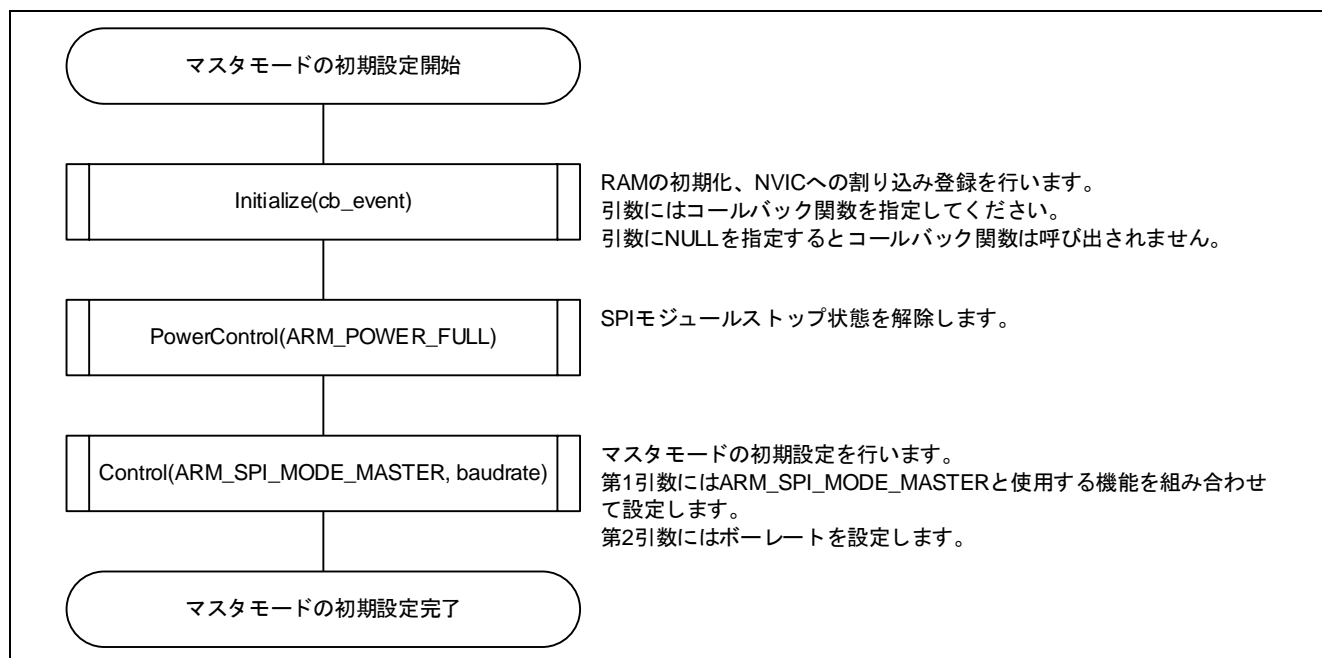 マスタモードの初期設定開始
Initialize(cb_event)
RAMの初期化、NVICへの割り込み登録を行います。
引数にはコールバック関数を指定してください。
引数にNULLを指定するとコールバック関数は呼び出されません。
PowerControl(ARM_POWER_FULL)
SPIモジュールストップ状態を解除します。
Control(ARM_SPI_MODE_MASTER, baudrate)
マスタモードの初期設定を行います。
第1引数にはARM_SPI_MODE_MASTERと使用する機能を組み合わせ
て設定します。
第2引数にはボーレートを設定します。
マスタモードの初期設定完了